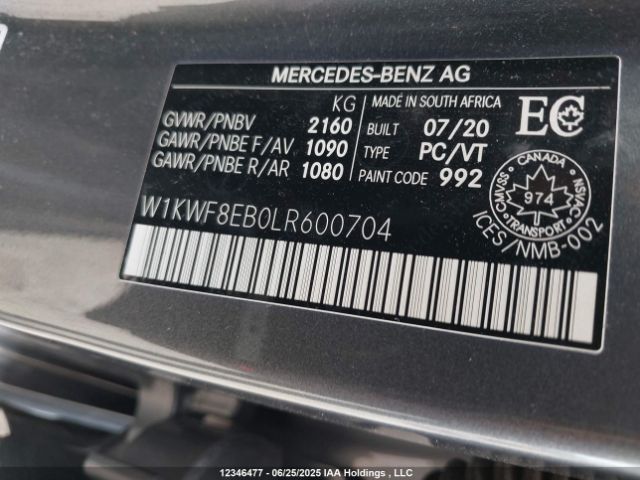 MERCEDES-BENZ AG
KG
GVWR/PNBV 2160
GAWR/PNBE F/AV 1090
GAWR/PNBE R/AR 1080
MADE IN SOUTH AFRICA
BUILT 07/20
TYPE PC/VT
PAINT CODE 992
EC
CANADA
CMVSS 974 NSVAC
TRANSPORT
ICES/NMB-002
W1KWF8EB0LR600704
12346477 - 06/25/2025 IAA Holdings , LLC